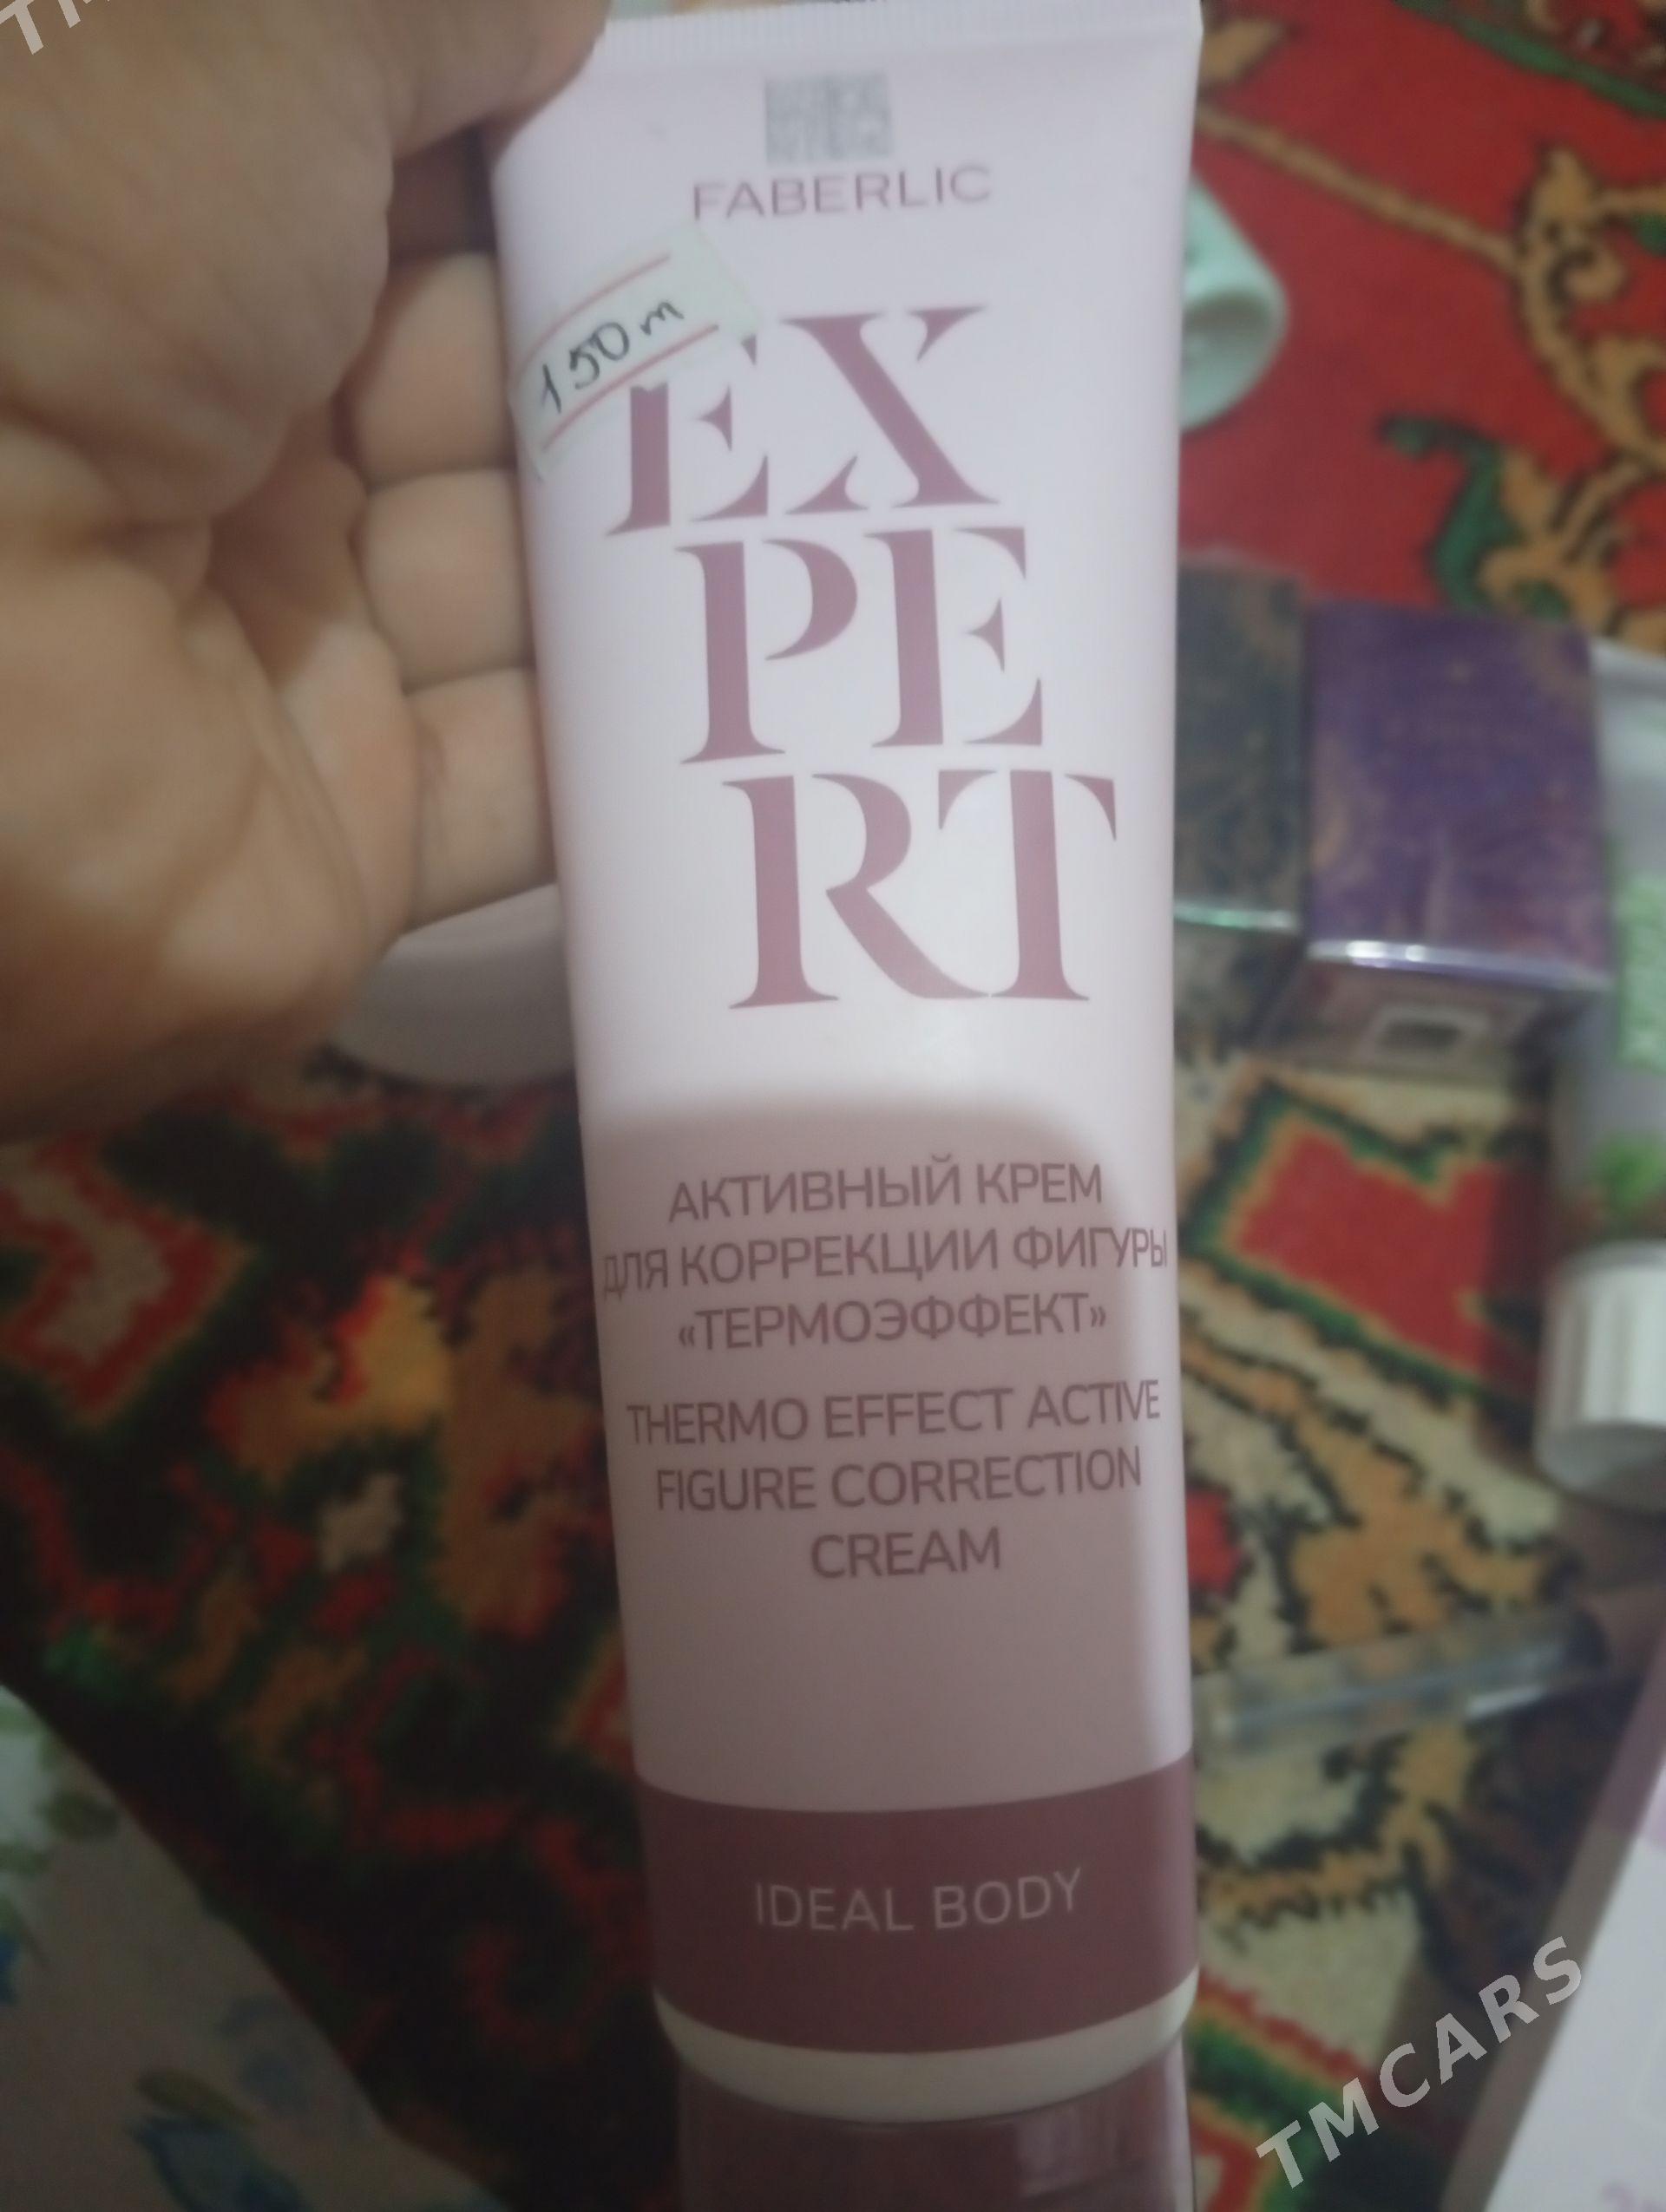 FABERLIC
150 m
EX
PE
RT
АКТИВНЫЙ КРЕМ
ДЛЯ КОРРЕКЦИИ ФИГУРЫ
«ТЕРМОЭФФЕКТ»
THERMO EFFECT ACTIVE
FIGURE CORRECTION
CREAM
IDEAL BODY
TMCARS